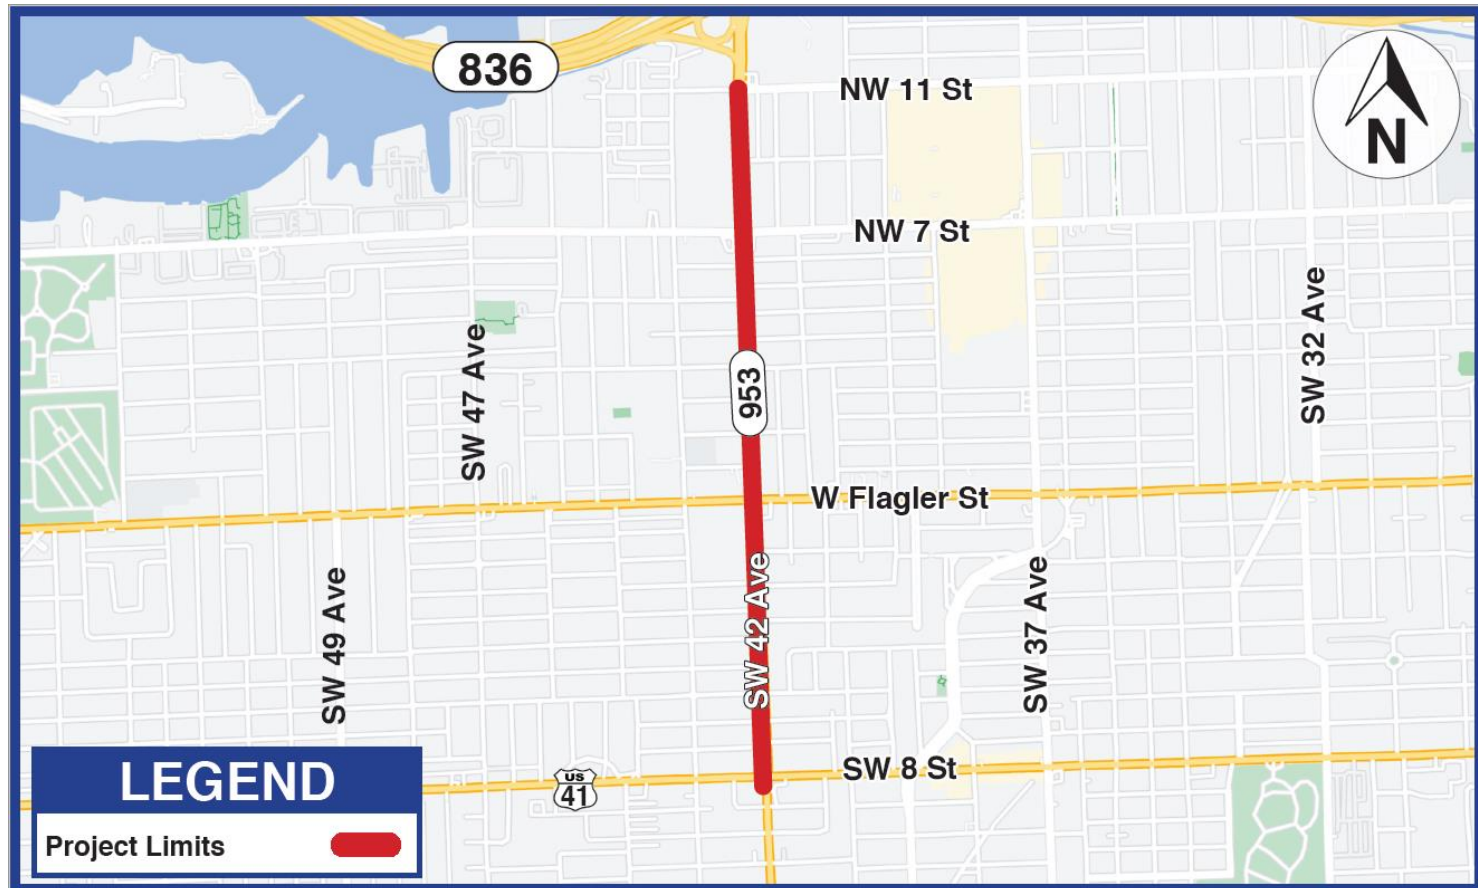 836
NW 11 St
N
NW 7 St
SW 32 Ave
SW 47 Ave
953
W Flagler St
SW 42 Ave
SW 37 Ave
SW 49 Ave
SW 8 St
US
41
LEGEND
Project Limits